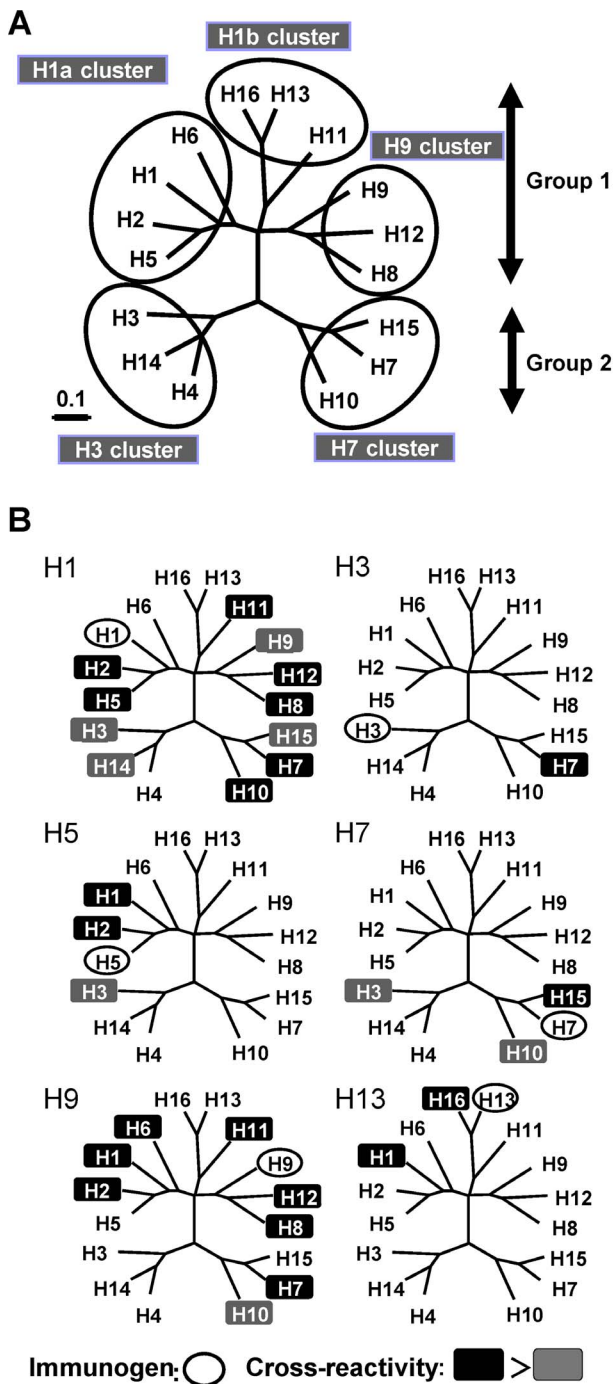 A
H1b cluster
H1a cluster
H16 H13
H6
H11
H9 cluster
H1
H9
Group 1
H2
H12
H5
H8
H3
H15
H14
H7
Group 2
H4
H10
0.1
H3 cluster
H7 cluster
B
H1
H16 H13
H6
H11
H1
H9
H2
H12
H5
H8
H3
H15
H14
H7
H4
H10
H3
H16 H13
H6
H11
H1
H9
H2
H12
H5
H8
H3
H15
H14
H7
H4
H10
H5
H16 H13
H6
H11
H1
H9
H2
H12
H5
H8
H3
H15
H14
H7
H4
H10
H7
H16 H13
H6
H11
H1
H9
H2
H12
H5
H8
H3
H15
H14
H7
H4
H10
H9
H16 H13
H6
H11
H1
H9
H2
H12
H5
H8
H3
H15
H14
H7
H4
H10
H13
H16 H13
H6
H11
H1
H9
H2
H12
H5
H8
H3
H15
H14
H7
H4
H10
Immunogen: Cross-reactivity: >